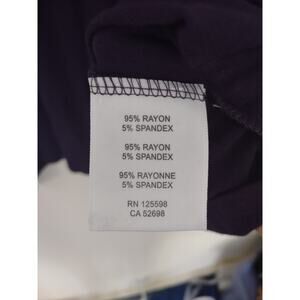 95% RAYON
5% SPANDEX
95% RAYON
5% SPANDEX
95% RAYONNE
5% SPANDEX
RN 125598
CA 52698